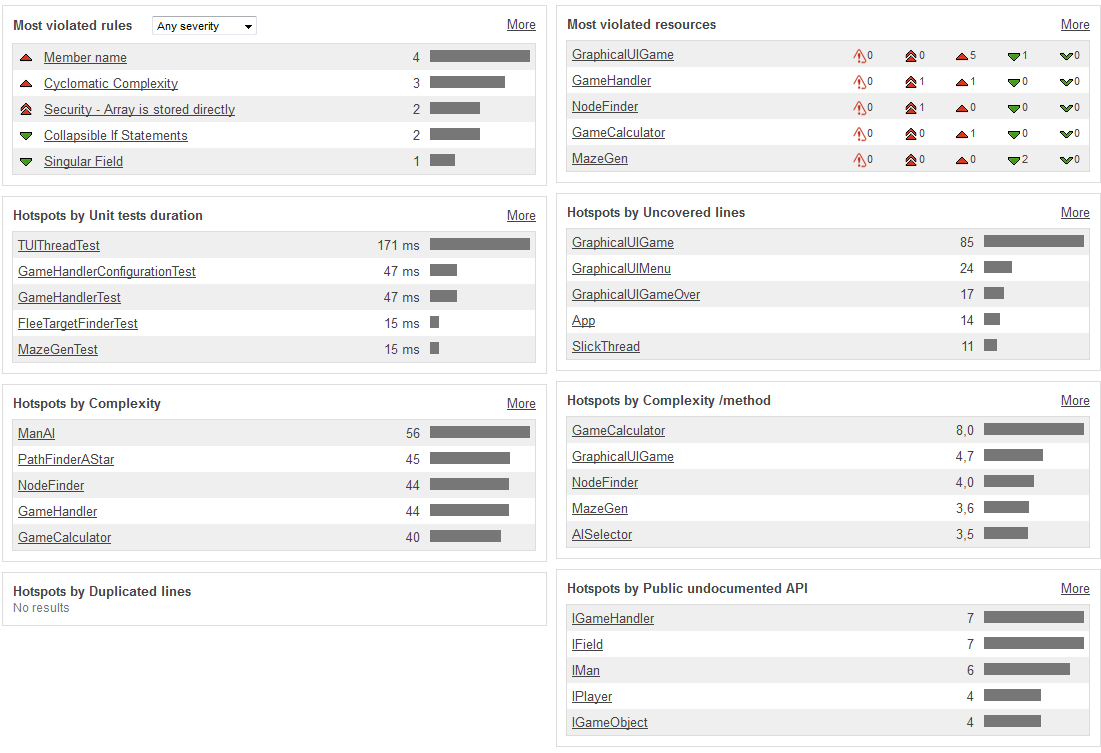 Most violated rules Any severity More
Member name 4
Cyclomatic Complexity 3
Security - Array is stored directly 2
Collapsible If Statements 2
Singular Field 1
Hotspots by Unit tests duration More
TUIThreadTest 171 ms
GameHandlerConfigurationTest 47 ms
GameHandlerTest 47 ms
FleeTargetFinderTest 15 ms
MazeGenTest 15 ms
Hotspots by Complexity More
ManAI 56
PathFinderAStar 45
NodeFinder 44
GameHandler 44
GameCalculator 40
Hotspots by Duplicated lines
No results
Most violated resources More
GraphicalUIGame 0 0 5 1 0
GameHandler 0 1 1 0 0
NodeFinder 0 1 0 0 0
GameCalculator 0 0 1 0 0
MazeGen 0 0 0 2 0
Hotspots by Uncovered lines More
GraphicalUIGame 85
GraphicalUIMenu 24
GraphicalUIGameOver 17
App 14
SlickThread 11
Hotspots by Complexity /method More
GameCalculator 8,0
GraphicalUIGame 4,7
NodeFinder 4,0
MazeGen 3,6
AISelector 3,5
Hotspots by Public undocumented API More
IGameHandler 7
IField 7
IMan 6
IPlayer 4
IGameObject 4